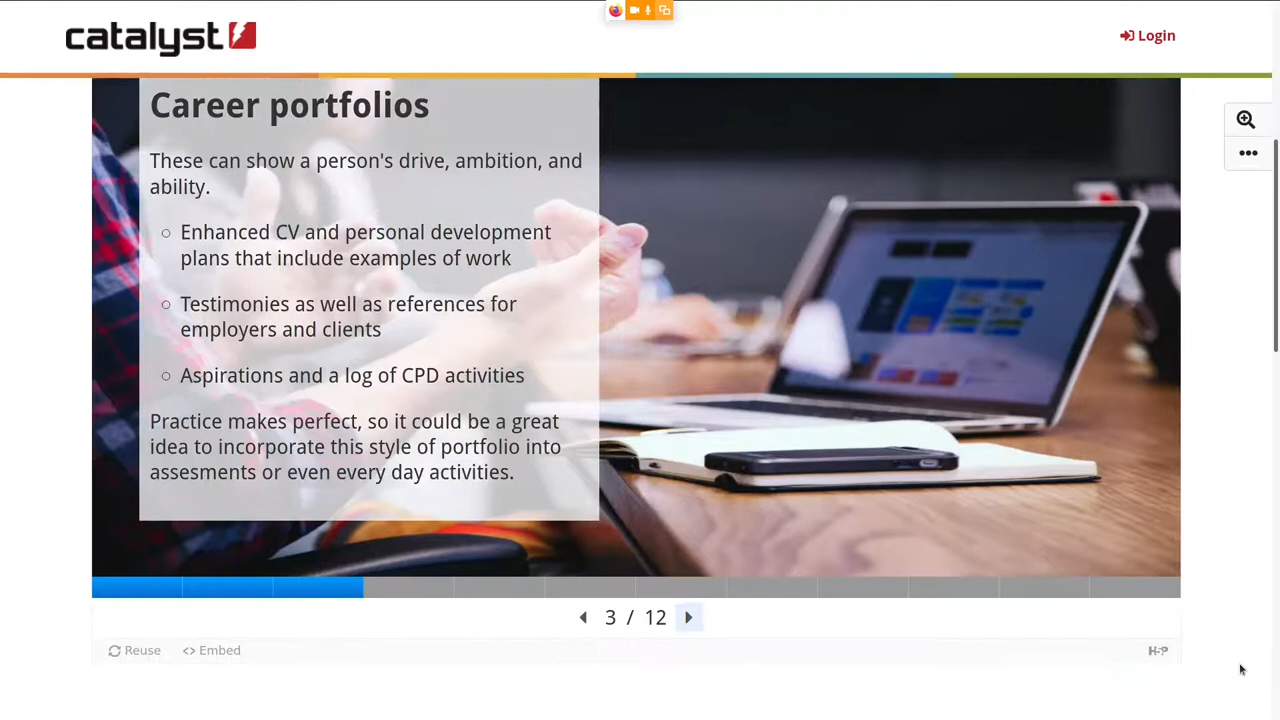 catalyst
Login
Career portfolios
These can show a person's drive, ambition, and
ability.
Enhanced CV and personal development
plans that include examples of work
Testimonies as well as references for
employers and clients
Aspirations and a log of CPD activities
Practice makes perfect, so it could be a great
idea to incorporate this style of portfolio into
assesments or even every day activities.
3 / 12
Reuse
<> Embed
H5P